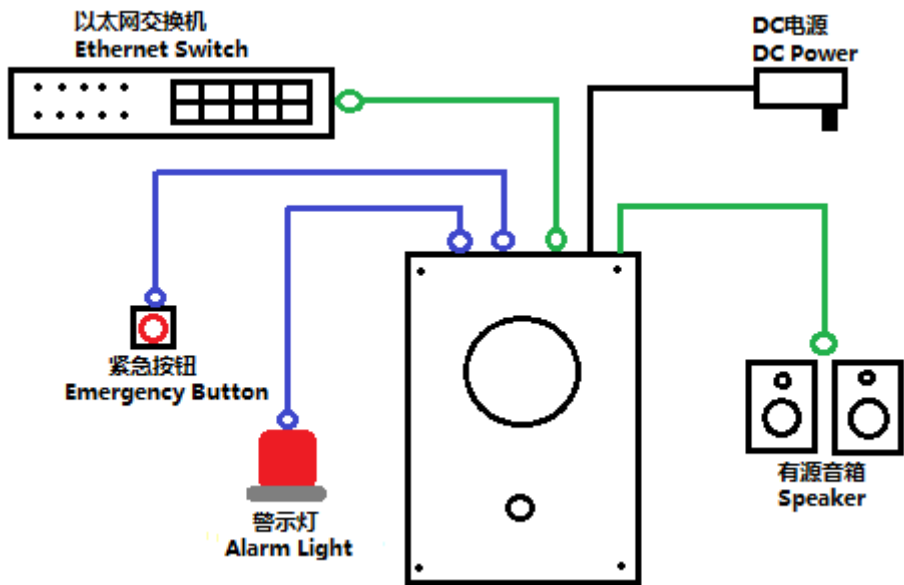 以太网交换机
Ethernet Switch
DC电源
DC Power
紧急按钮
Emergency Button
警示灯
Alarm Light
有源音箱
Speaker